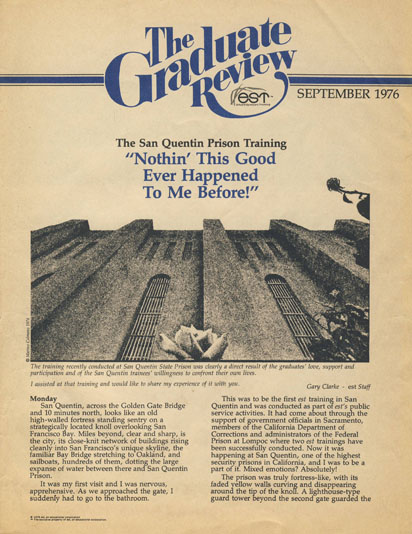 The
Graduate
Review
est
SEPTEMBER 1976
The San Quentin Prison Training
“Nothin’ This Good
Ever Happened
To Me Before!”
The training recently conducted at San Quentin State Prison was clearly a direct result of the graduates' love, support and
participation and of the San Quentin trainees' willingness to confront their own lives.
I assisted at that training and would like to share my experience of it with you.
Gary Clarke - est Staff
Monday
San Quentin, across the Golden Gate Bridge
and 10 minutes north, looks like an old
high-walled fortress standing sentry on a
strategically located knoll overlooking San
Francisco Bay. Miles beyond, clear and sharp, is
the city, its close-knit network of buildings rising
cleanly into San Francisco's unique skyline, the
familiar Bay Bridge stretching to Oakland, and
sailboats, hundreds of them, dotting the large
expanse of water between there and San Quentin
Prison.
It was my first visit and I was nervous,
apprehensive. As we approached the gate, I
suddenly had to go to the bathroom.
This was to be the first est training in San
Quentin and was conducted as part of est's public
service activities. It had come about through the
support of government officials in Sacramento,
members of the California Department of
Corrections and administrators of the Federal
Prison at Lompoc where two est trainings have
been successfully conducted. Now it was
happening at San Quentin, one of the highest
security prisons in California, and I was to be a
part of it. Mixed emotions? Absolutely!
The prison was truly fortress-like, with its
faded yellow walls curving and disappearing
around the tip of the knoll. A lighthouse-type
guard tower beyond the second gate guarded the